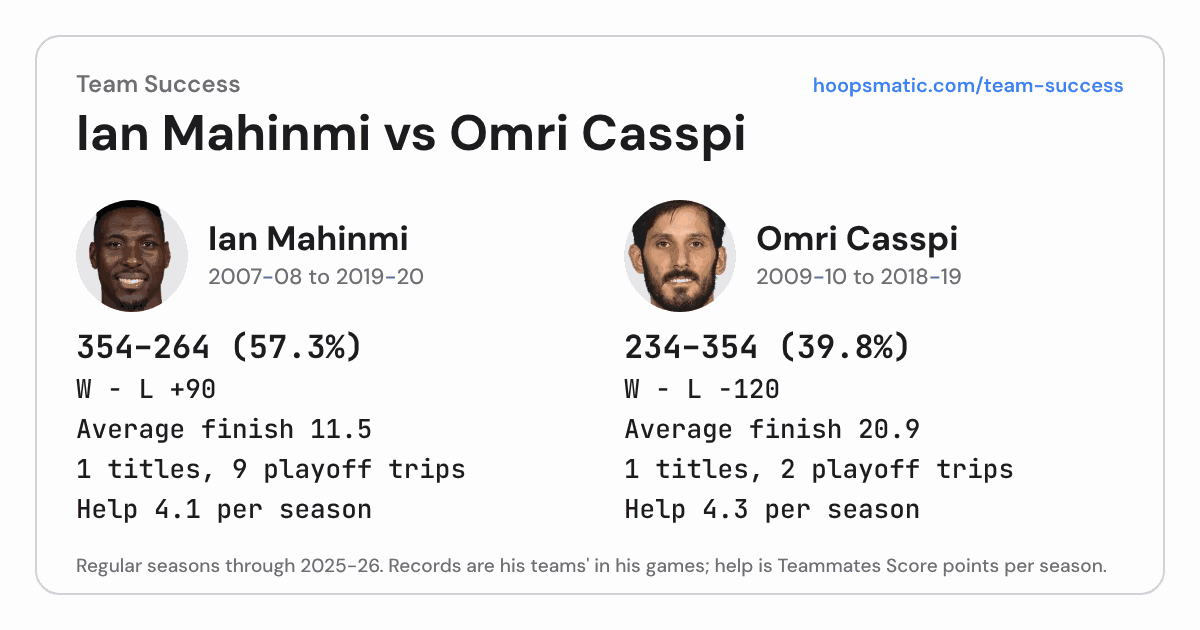 Team Success
hoopsmatic.com/team-success
Ian Mahinmi vs Omri Casspi
Ian Mahinmi
2007-08 to 2019-20
354-264 (57.3%)
W - L +90
Average finish 11.5
1 titles, 9 playoff trips
Help 4.1 per season
Omri Casspi
2009-10 to 2018-19
234-354 (39.8%)
W - L -120
Average finish 20.9
1 titles, 2 playoff trips
Help 4.3 per season
Regular seasons through 2025-26. Records are his teams' in his games; help is Teammates Score points per season.